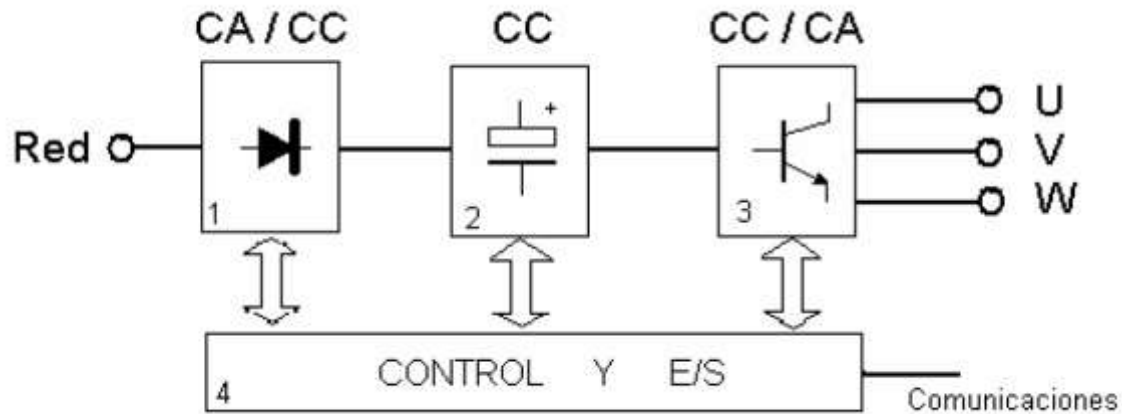 CA / CC
CC
CC / CA
Red
U
V
W
1
2
+
3
4
CONTROL Y E/S
Comunicaciones